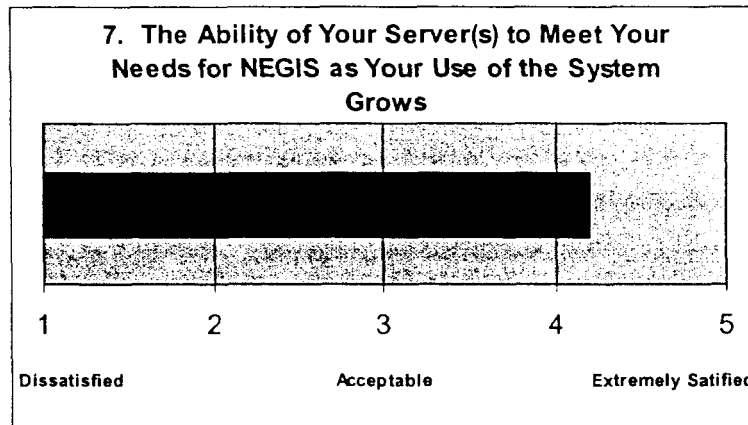 7. The Ability of Your Server(s) to Meet Your
Needs for NEGIS as Your Use of the System
Grows
1 2 3 4 5
Dissatisfied Acceptable Extremely Satified